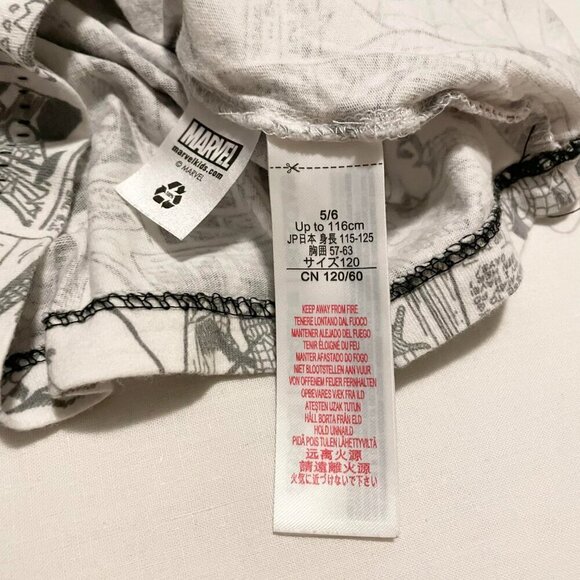 MARVEL
marvelkids.com
© MARVEL
5/6
Up to 116cm
JP日本 身長 115-125
胸囲 57-63
サイズ120
CN 120/60
KEEP AWAY FROM FIRE
TENERE LONTANO DAL FUOCO
MANTENER ALEJADO DEL FUEGO
TENIR ÉLOIGNÉ DU FEU
MANTER AFASTADO DO FOGO
NIET BLOOTSTELLEN AAN VUUR
VON OFFENEM FEUER FERNHALTEN
OPBEVARES VÆK FRA ILD
ATEŞTEN UZAK TUTUN
HÅLL BORTA FRÅN ELD
HOLD UNNAILD
PIDÄ POIS TULEN LÄHETTYVILTÄ
远离火源
請遠離火源
火気に近づけないで下さい